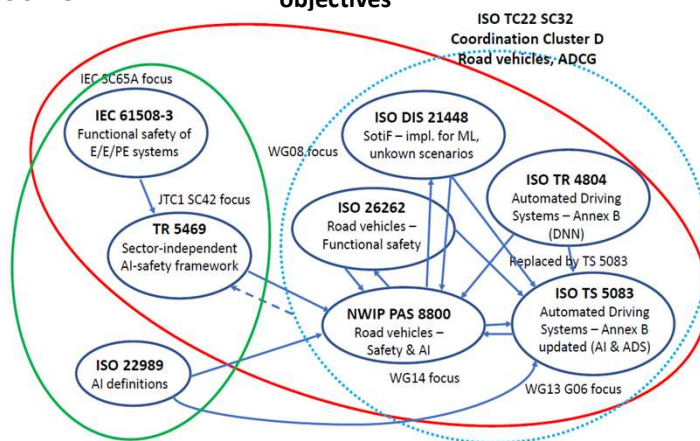 objectives
ISO TC22 SC32
Coordination Cluster D
Road vehicles, ADCG
IEC SC65A focus
IEC 61508-3
Functional safety of
E/E/PE systems
ISO DIS 21448
SotiF – impl. for ML,
unkown scenarios
WG08 focus
JTC1 SC42 focus
ISO TR 4804
Automated Driving
Systems – Annex B
(DNN)
TR 5469
Sector-independent
AI-safety framework
ISO 26262
Road vehicles –
Functional safety
Replaced by TS 5083
NWIP PAS 8800
Road vehicles –
Safety & AI
ISO TS 5083
Automated Driving
Systems – Annex B
updated (AI & ADS)
ISO 22989
AI definitions
WG14 focus
WG13 G06 focus